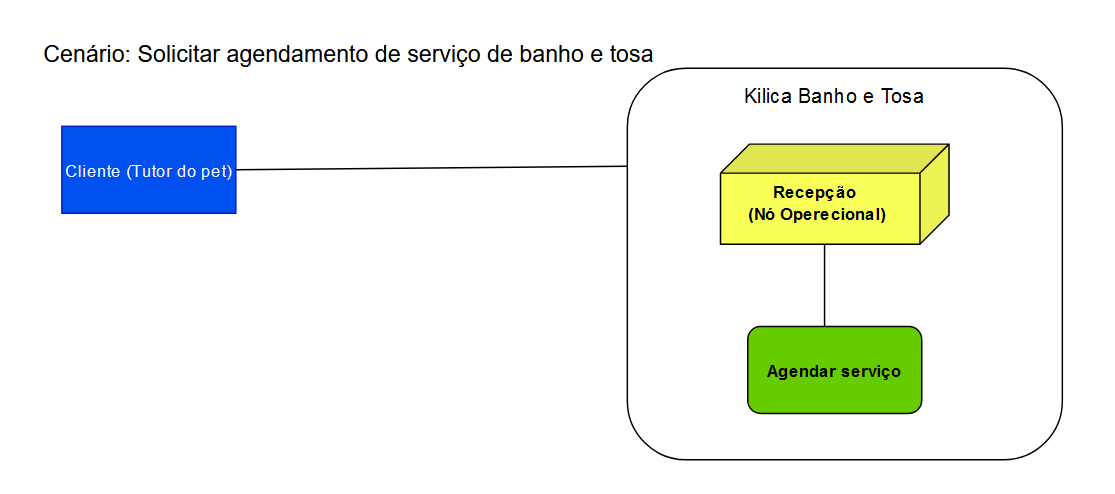 Cenário: Solicitar agendamento de serviço de banho e tosa
Kilica Banho e Tosa
Cliente (Tutor do pet)
Recepção
(Nó Operecional)
Agendar serviço